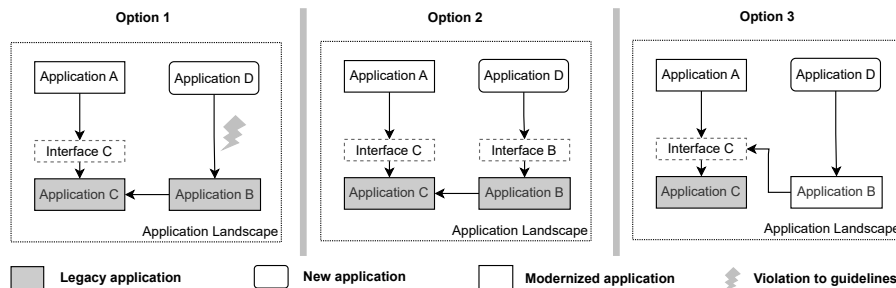 Option 1
Option 2
Option 3
Application A
Application D
Interface C
Application C
Application B
Application Landscape
Application A
Application D
Interface C
Interface B
Application C
Application B
Application Landscape
Application A
Application D
Interface C
Application C
Application B
Application Landscape
Legacy application
New application
Modernized application
Violation to guidelines